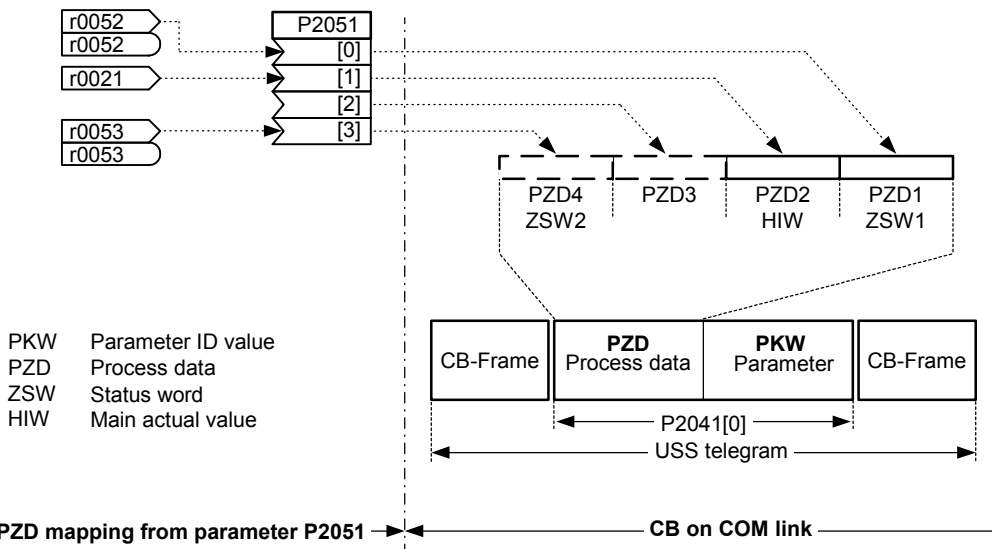 r0052
r0052
r0021
r0053
r0053
P2051
[0]
[1]
[2]
[3]
PZD4
ZSW2
PZD3
PZD2
HIW
PZD1
ZSW1
PKW Parameter ID value
PZD Process data
ZSW Status word
HIW Main actual value
CB-Frame
PZD
Process data
PKW
Parameter
CB-Frame
P2041[0]
USS telegram
PZD mapping from parameter P2051
CB on COM link